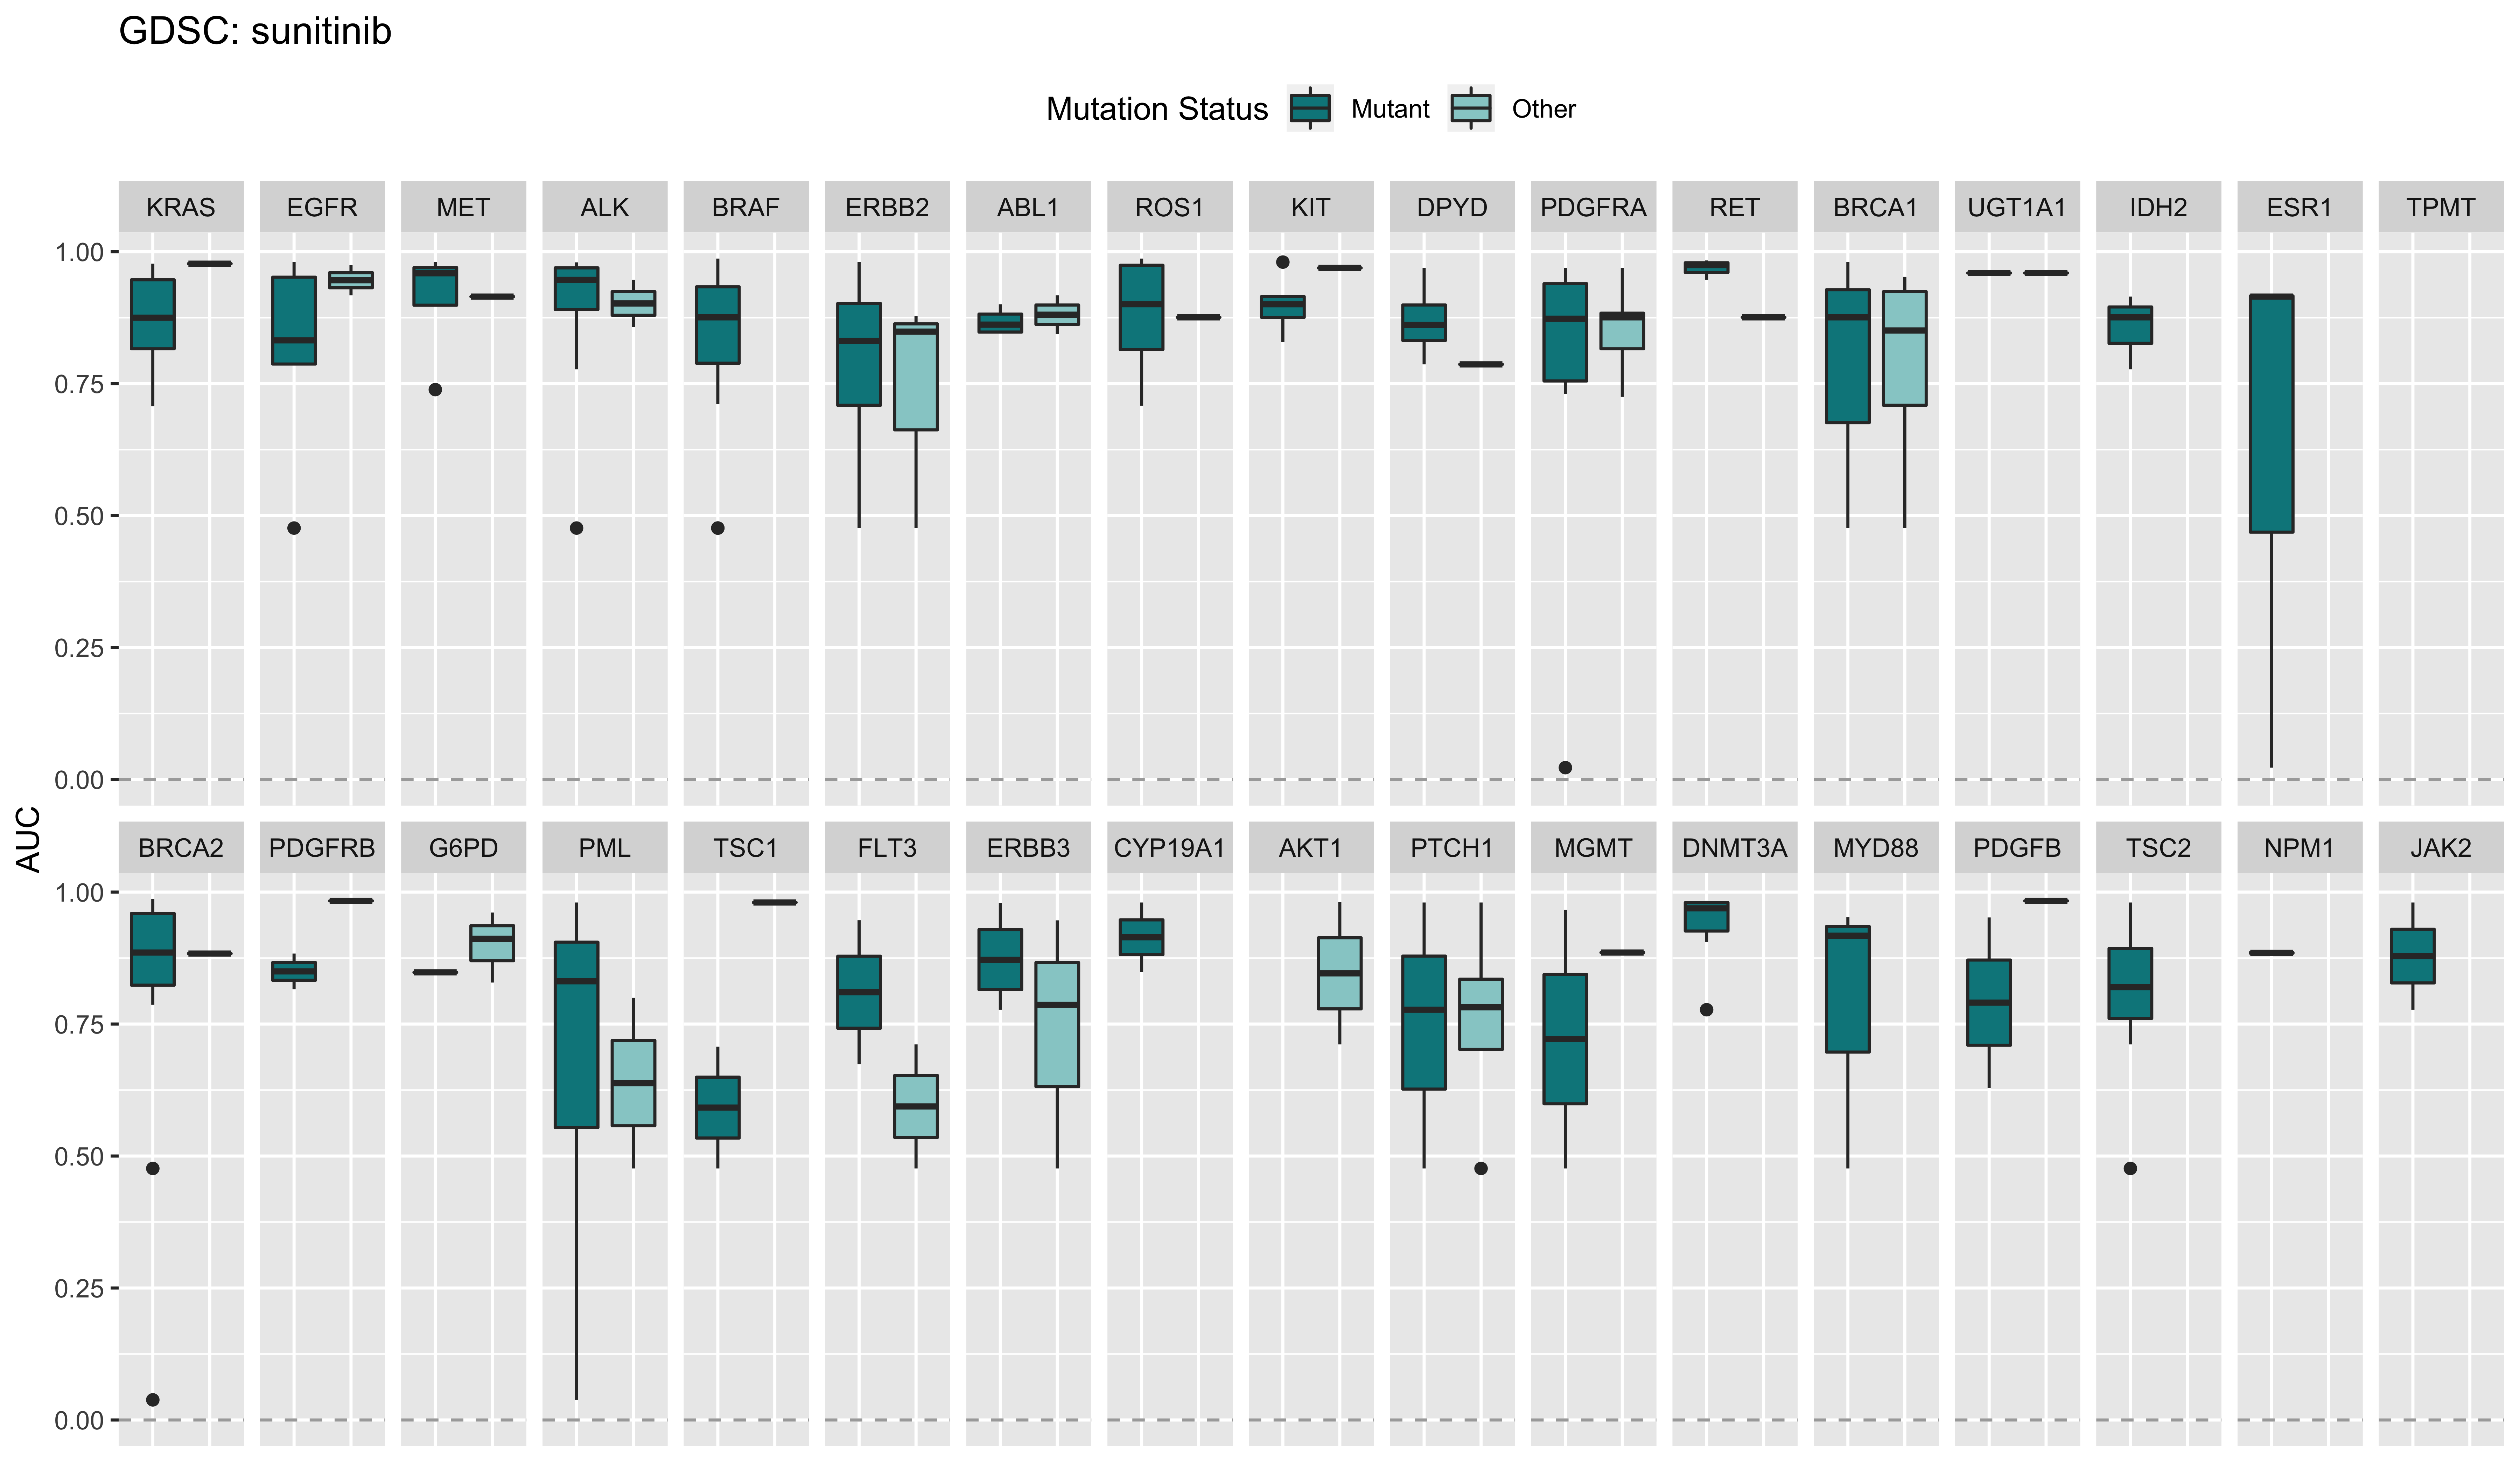 GDSC: sunitinib
Mutation Status Mutant Other
KRAS EGFR MET ALK BRAF ERBB2 ABL1 ROS1 KIT DPYD PDGFRA RET BRCA1 UGT1A1 IDH2 ESR1 TPMT
1.00
0.75
0.50
0.25
0.00
AUC
BRCA2 PDGFRB G6PD PML TSC1 FLT3 ERBB3 CYP19A1 AKT1 PTCH1 MGMT DNMT3A MYD88 PDGFB TSC2 NPM1 JAK2
1.00
0.75
0.50
0.25
0.00